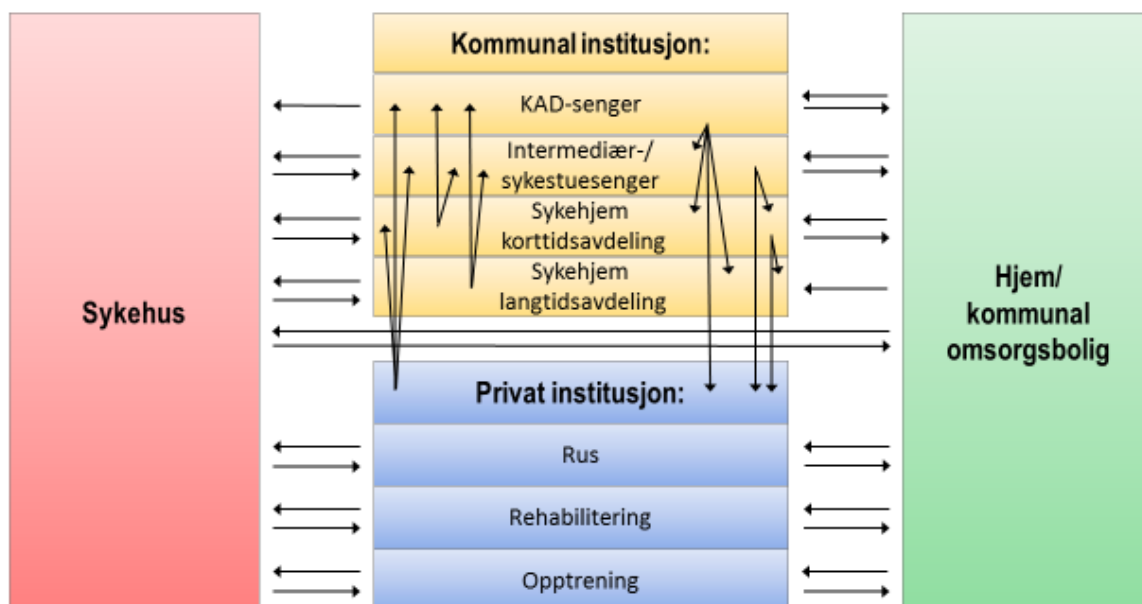 Sykehus
Kommunal institusjon:
KAD-senger
Intermediær-/
sykestuesenger
Sykehjem
korttidsavdeling
Sykehjem
langtidsavdeling
Privat institusjon:
Rus
Rehabilitering
Opptrening
Hjem/
kommunal
omsorgsbolig